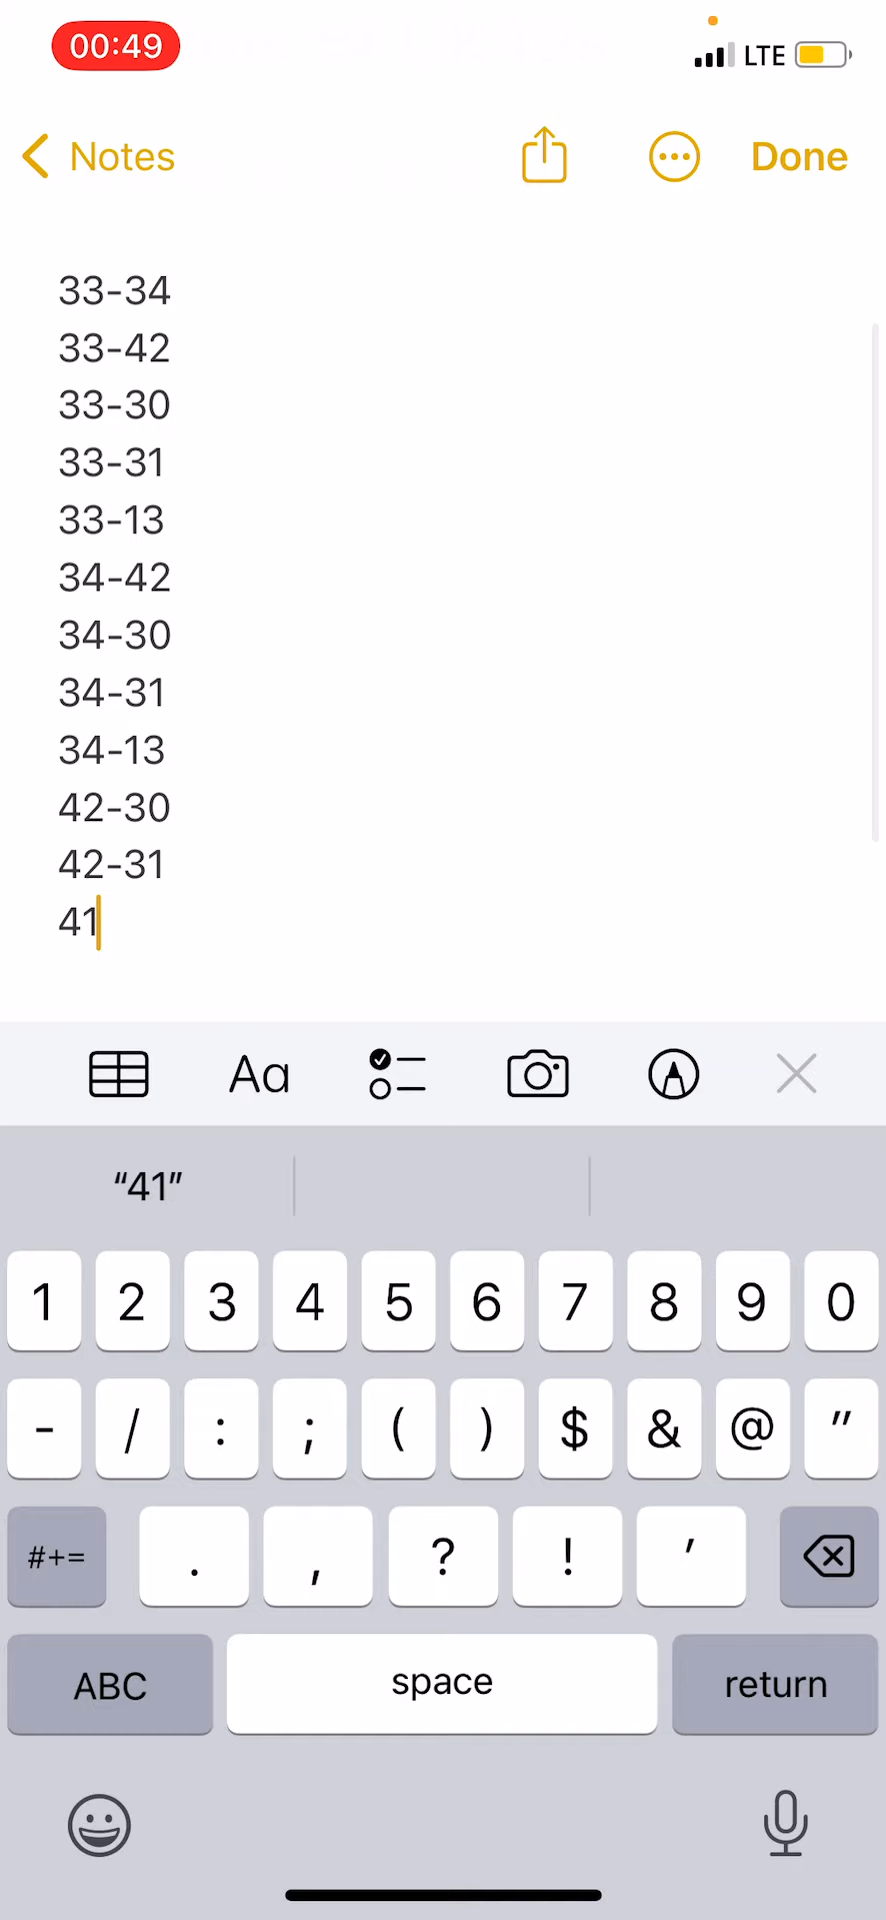 00:49
LTE
Notes
Done
33-34
33-42
33-30
33-31
33-13
34-42
34-30
34-31
34-13
42-30
42-31
41
Aa
“41”
1 2 3 4 5 6 7 8 9 0
- / : ; ( ) $ & @ "
#+= . , ? ! '
ABC space return